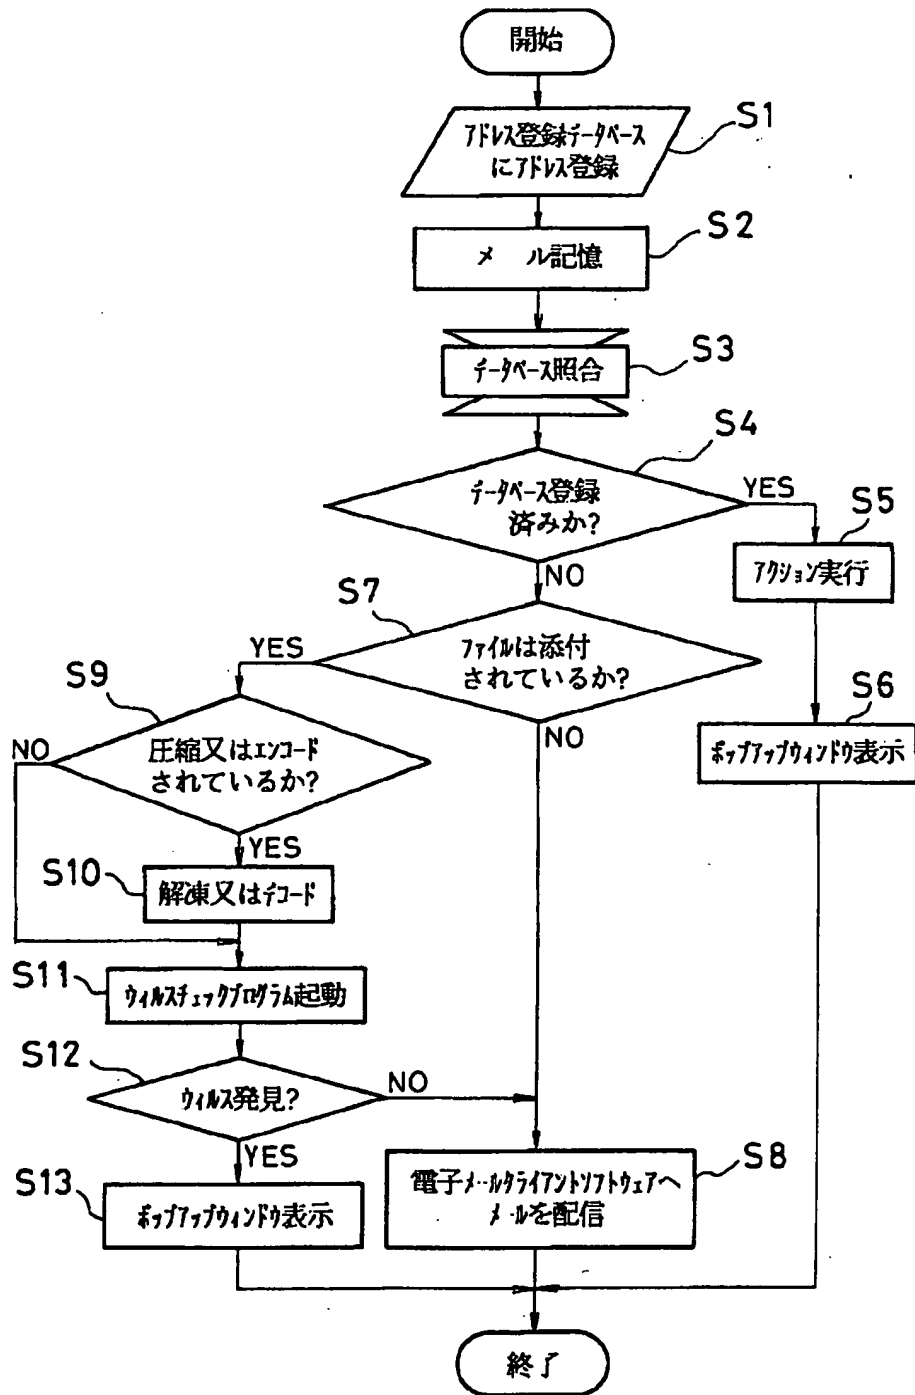 開始
S1
アドレス登録データベース
にアドレス登録
S2
メール記憶
S3
データベース照合
S4
データベース登録
済みか?
YES
S5
アクション実行
NO
S7
ファイルは添付
されているか?
YES
S6
ポップアップウィンドウ表示
S9
NO
圧縮又はエンコード
されているか?
NO
YES
S10
解凍又はデコード
S11
ウィルスチェックプログラム起動
S12
ウィルス発見?
NO
YES
S13
ポップアップウィンドウ表示
S8
電子メールクライアントソフトウェアへ
メールを配信
終了